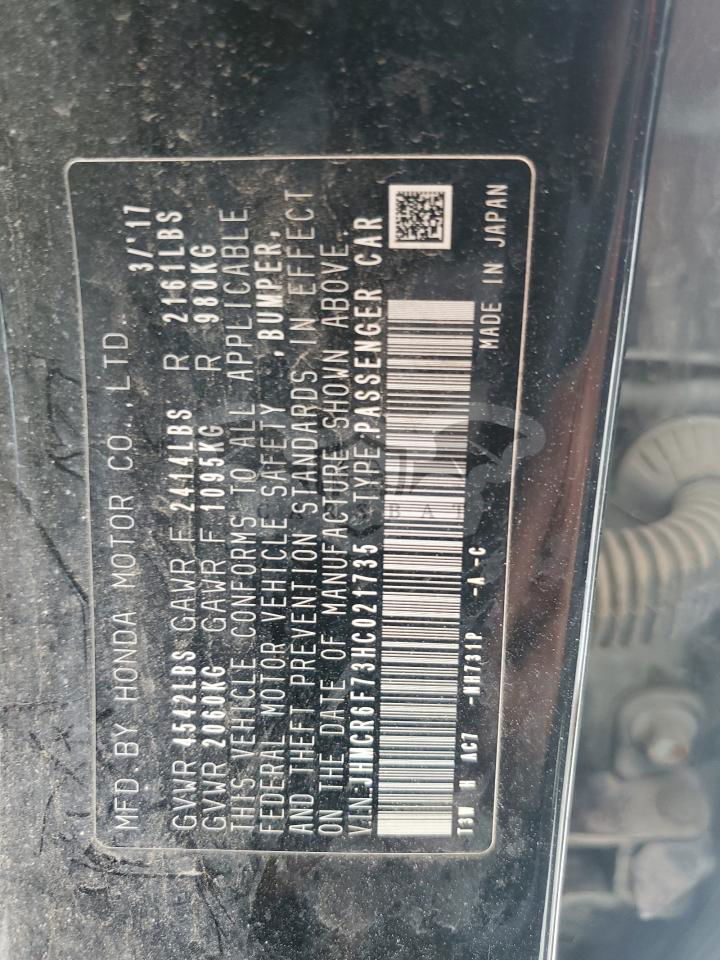 MFD BY HONDA MOTOR CO.,LTD. 3/'17
GVWR 4542LBS GAWR F 2414LBS R 2161LBS
GVWR 2060KG GAWR F 1095KG R 980KG
THIS VEHICLE CONFORMS TO ALL APPLICABLE
FEDERAL MOTOR VEHICLE SAFETY ,BUMPER,
AND THEFT PREVENTION STANDARDS IN EFFECT
ON THE DATE OF MANUFACTURE SHOWN ABOVE.
V.I.N. JHMCR6F73HC021735 TYPE PASSENGER CAR
T3W H AC7 -NH731P -A-C
MADE IN JAPAN